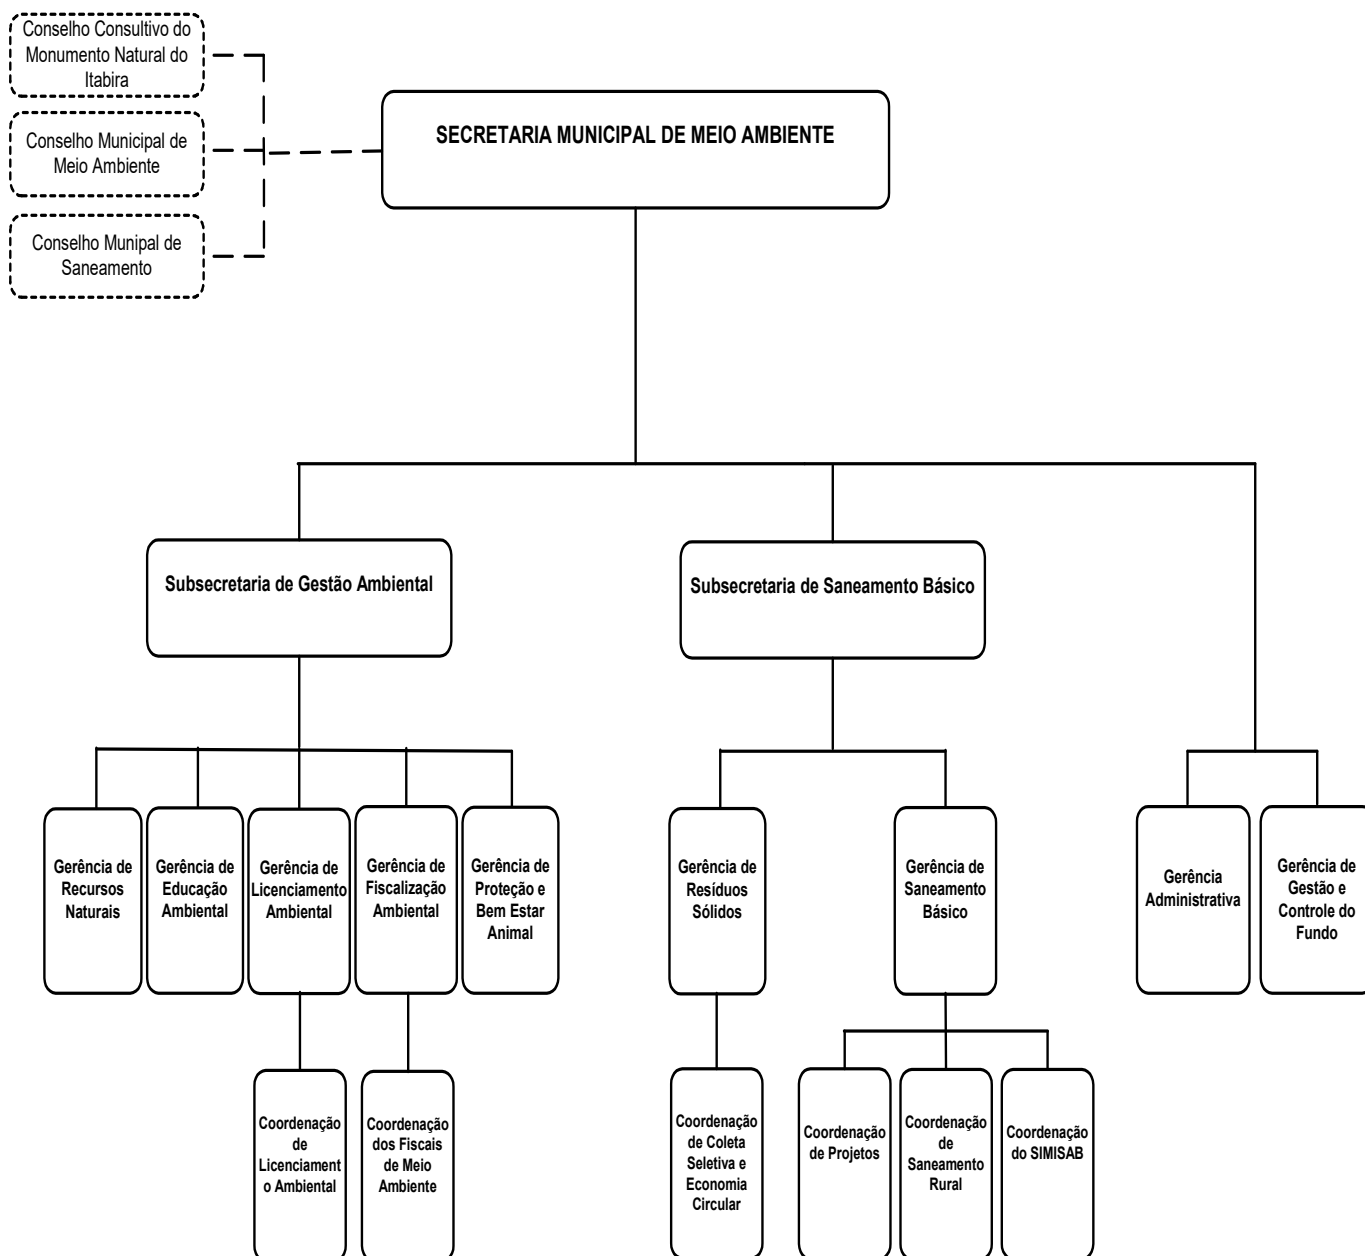 Conselho Consultivo do
Monumento Natural do
Itabira
Conselho Municipal de
Meio Ambiente
Conselho Munipal de
Saneamento
SECRETARIA MUNICIPAL DE MEIO AMBIENTE
Subsecretaria de Gestão Ambiental
Subsecretaria de Saneamento Básico
Gerência de
Recursos
Naturais
Gerência de
Educação
Ambiental
Gerência de
Licenciamento
Ambiental
Gerência de
Fiscalização
Ambiental
Gerência de
Proteção e
Bem Estar
Animal
Gerência de
Resíduos
Sólidos
Gerência de
Saneamento
Básico
Gerência
Administrativa
Gerência de
Gestão e
Controle do
Fundo
Coordenação
de
Licenciament
o Ambiental
Coordenação
dos Fiscais
de Meio
Ambiente
Coordenação
de Coleta
Seletiva e
Economia
Circular
Coordenação
de Projetos
Coordenação
de
Saneamento
Rural
Coordenação
do SIMISAB